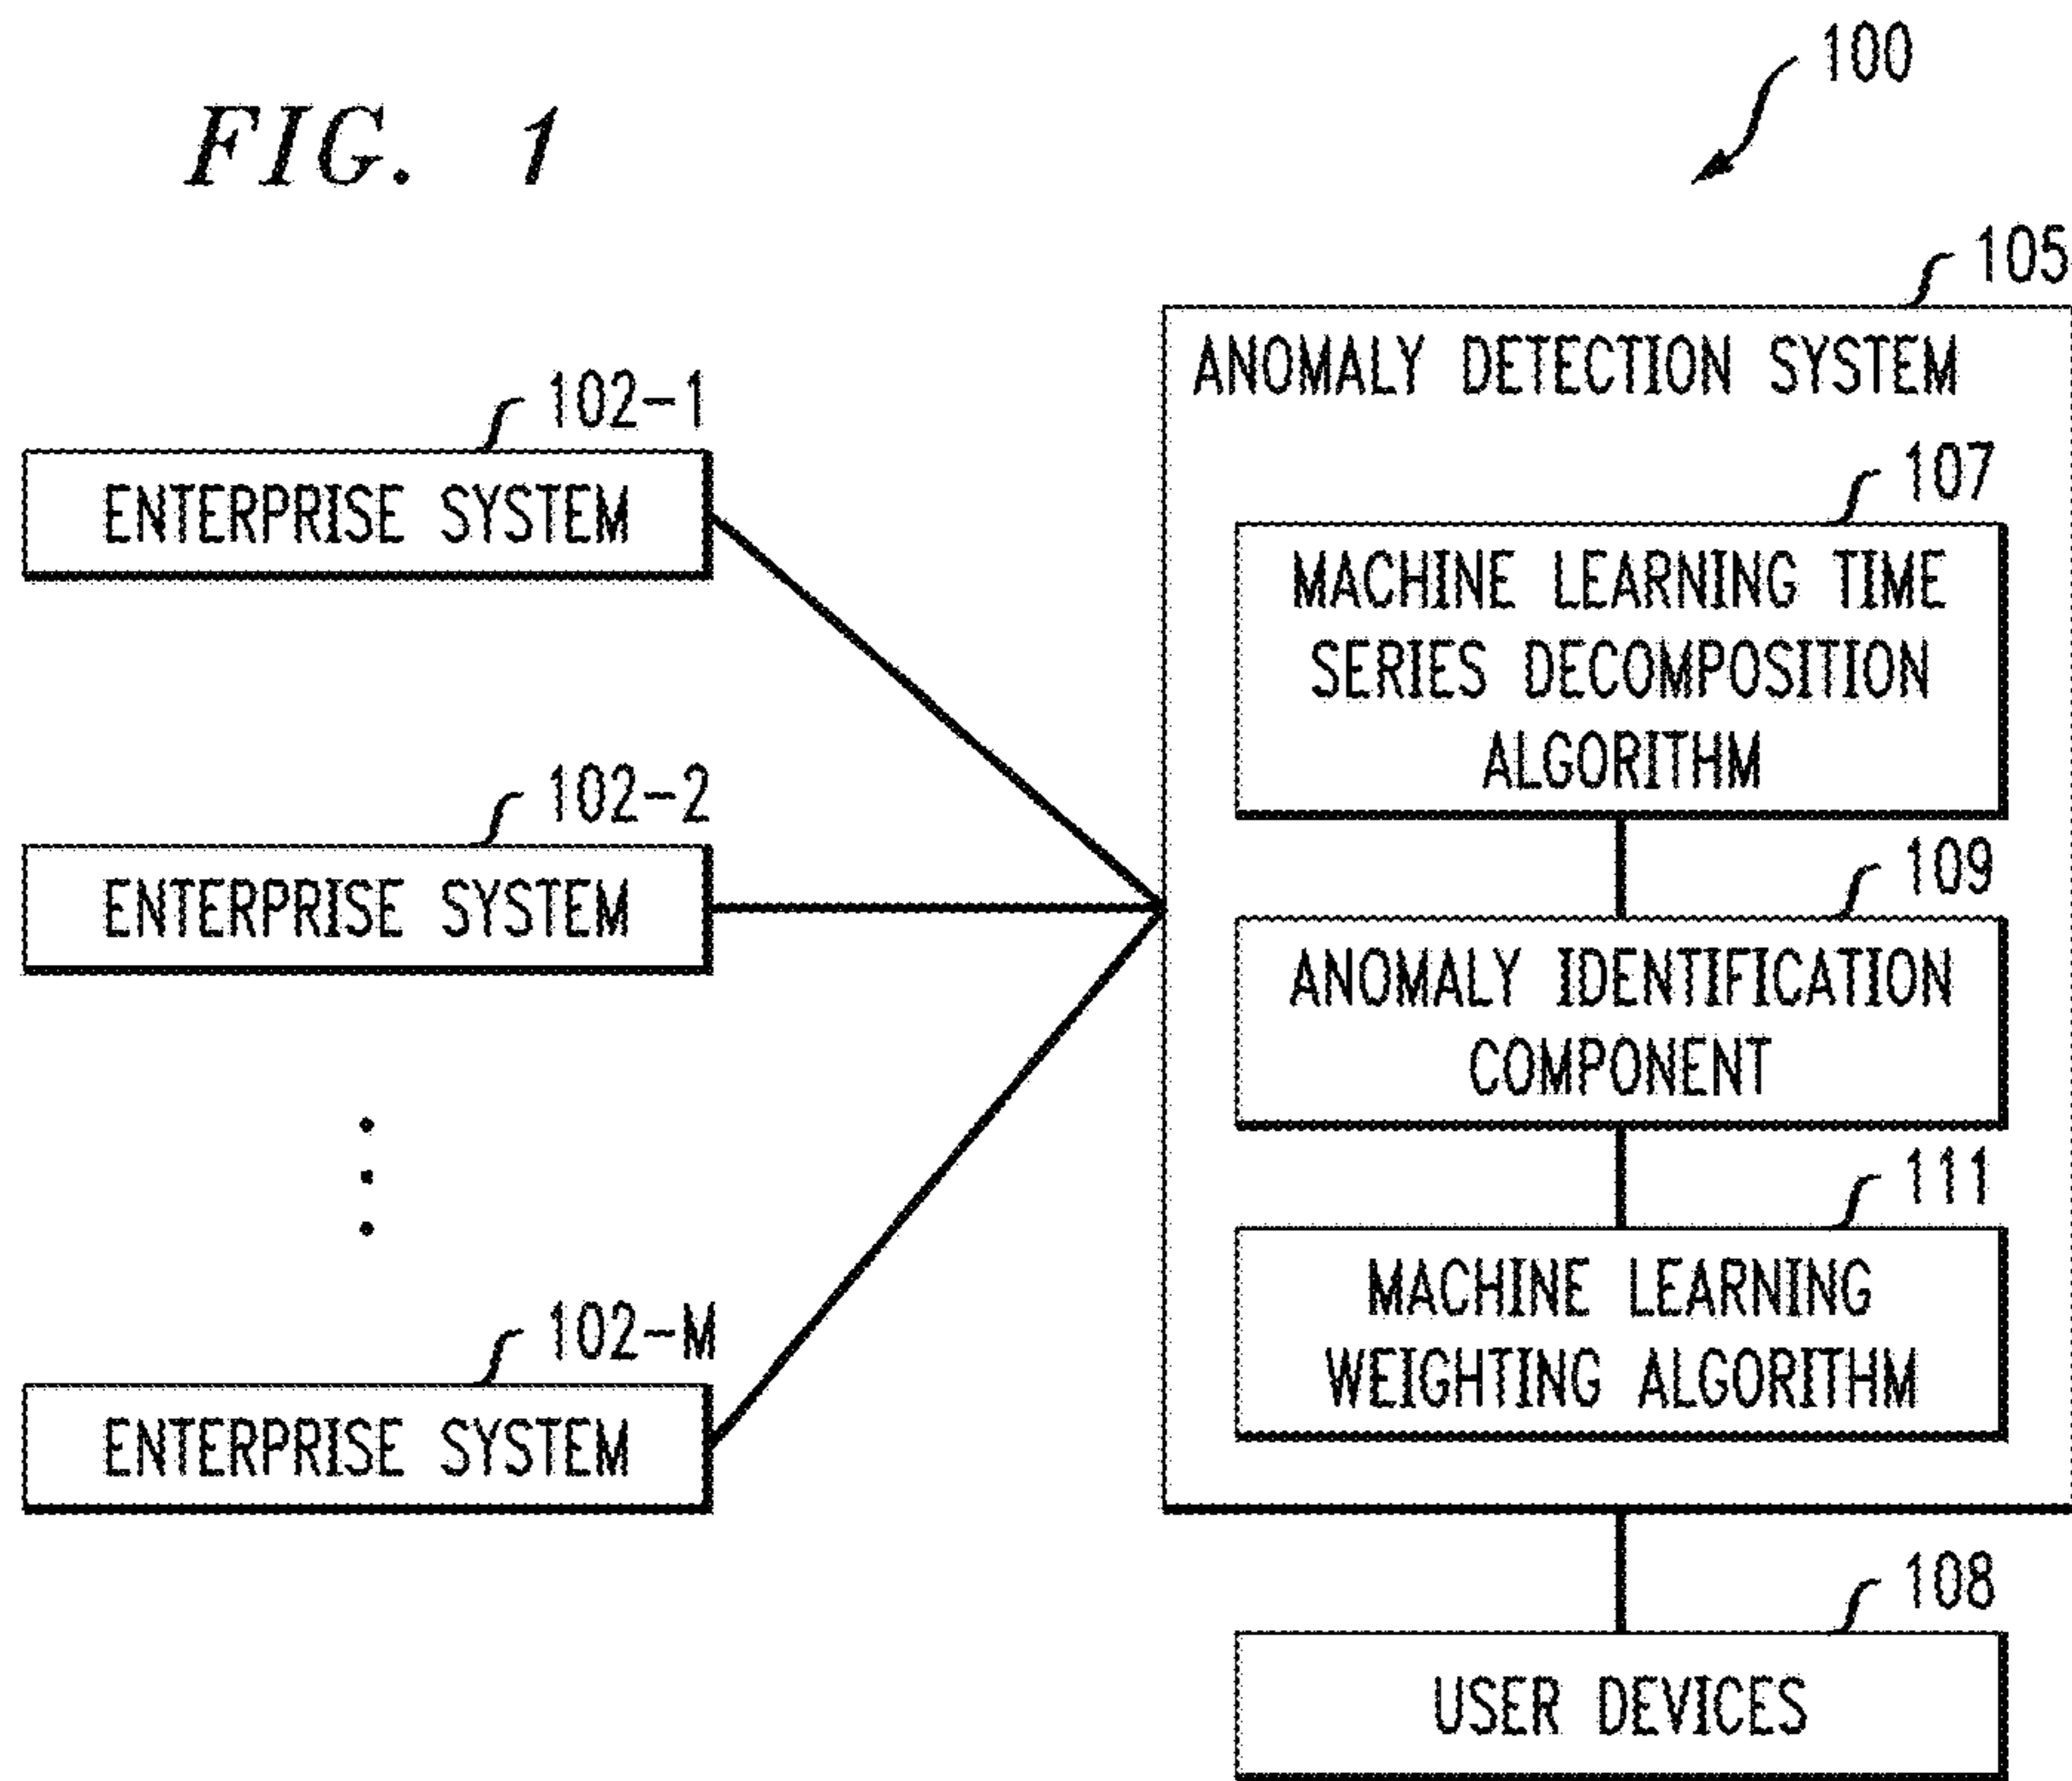 FIG. 1
100
105
ANOMALY DETECTION SYSTEM
102-1
ENTERPRISE SYSTEM
102-2
ENTERPRISE SYSTEM
102-M
ENTERPRISE SYSTEM
107
MACHINE LEARNING TIME
SERIES DECOMPOSITION
ALGORITHM
109
ANOMALY IDENTIFICATION
COMPONENT
111
MACHINE LEARNING
WEIGHTING ALGORITHM
108
USER DEVICES